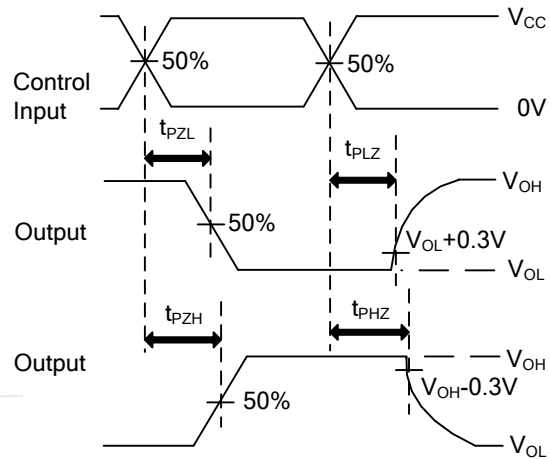 V_CC
50%
50%
Control
Input
0V
t_PZL
t_PLZ
V_OH
Output
50%
V_OL+0.3V
V_OL
t_PZH
t_PHZ
Output
V_OH
V_OH-0.3V
50%
V_OL